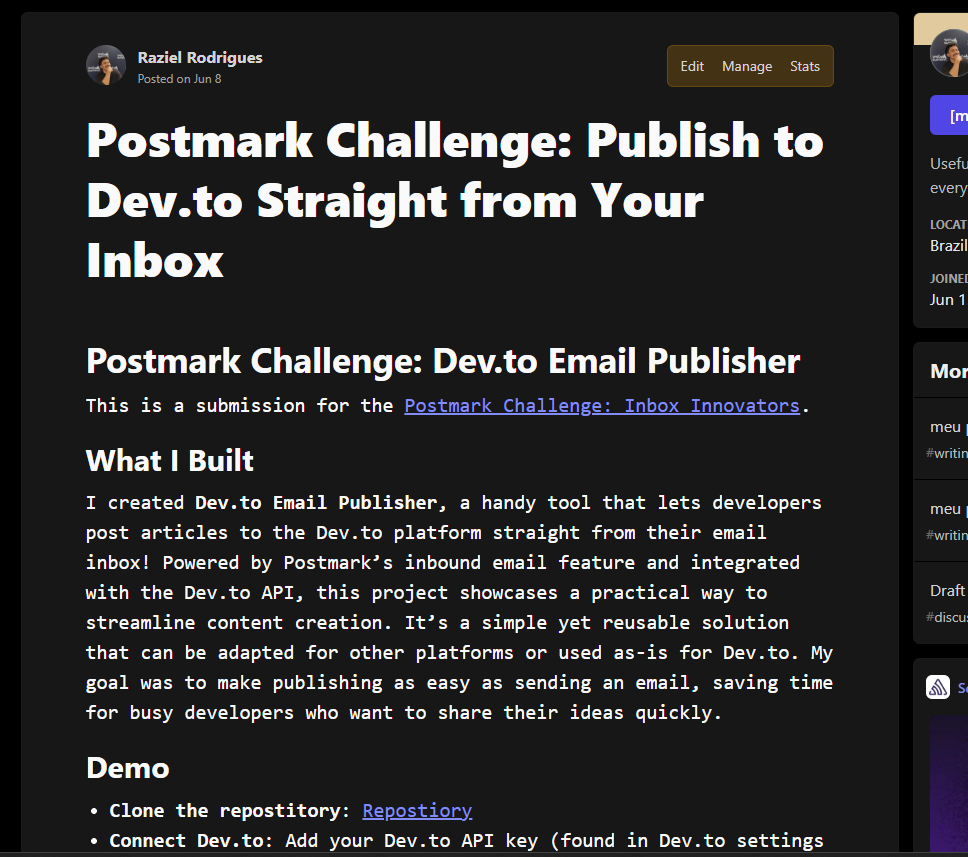 Raziel Rodrigues
Posted on Jun 8
Edit Manage Stats
Postmark Challenge: Publish to
Dev.to Straight from Your
Inbox
Postmark Challenge: Dev.to Email Publisher
This is a submission for the Postmark Challenge: Inbox Innovators.
What I Built
I created Dev.to Email Publisher, a handy tool that lets developers
post articles to the Dev.to platform straight from their email
inbox! Powered by Postmark’s inbound email feature and integrated
with the Dev.to API, this project showcases a practical way to
streamline content creation. It’s a simple yet reusable solution
that can be adapted for other platforms or used as-is for Dev.to. My
goal was to make publishing as easy as sending an email, saving time
for busy developers who want to share their ideas quickly.
Demo
• Clone the repostitory: Repostiory
• Connect Dev.to: Add your Dev.to API key (found in Dev.to settings
[m
Usefu
every
LOCAT
Brazil
JOINED
Jun 1
Mor
meu p
#writin
meu p
#writin
Draft
#discus
Se